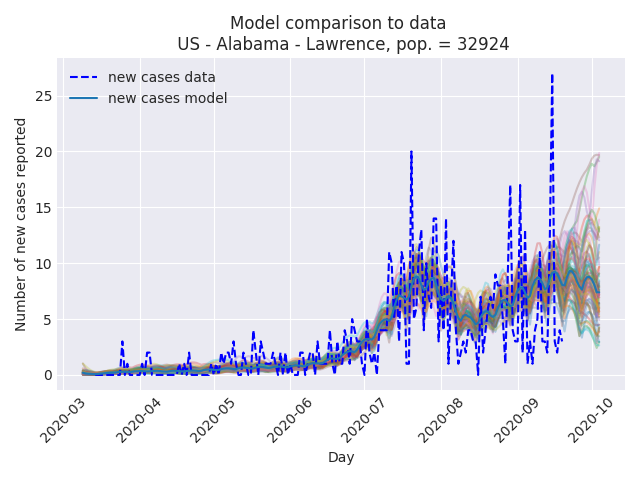 Model comparison to data
US - Alabama - Lawrence, pop. = 32924
new cases data
new cases model
Number of new cases reported
25
20
15
10
5
0
2020-03
2020-04
2020-05
2020-06
2020-07
2020-08
2020-09
2020-10
Day